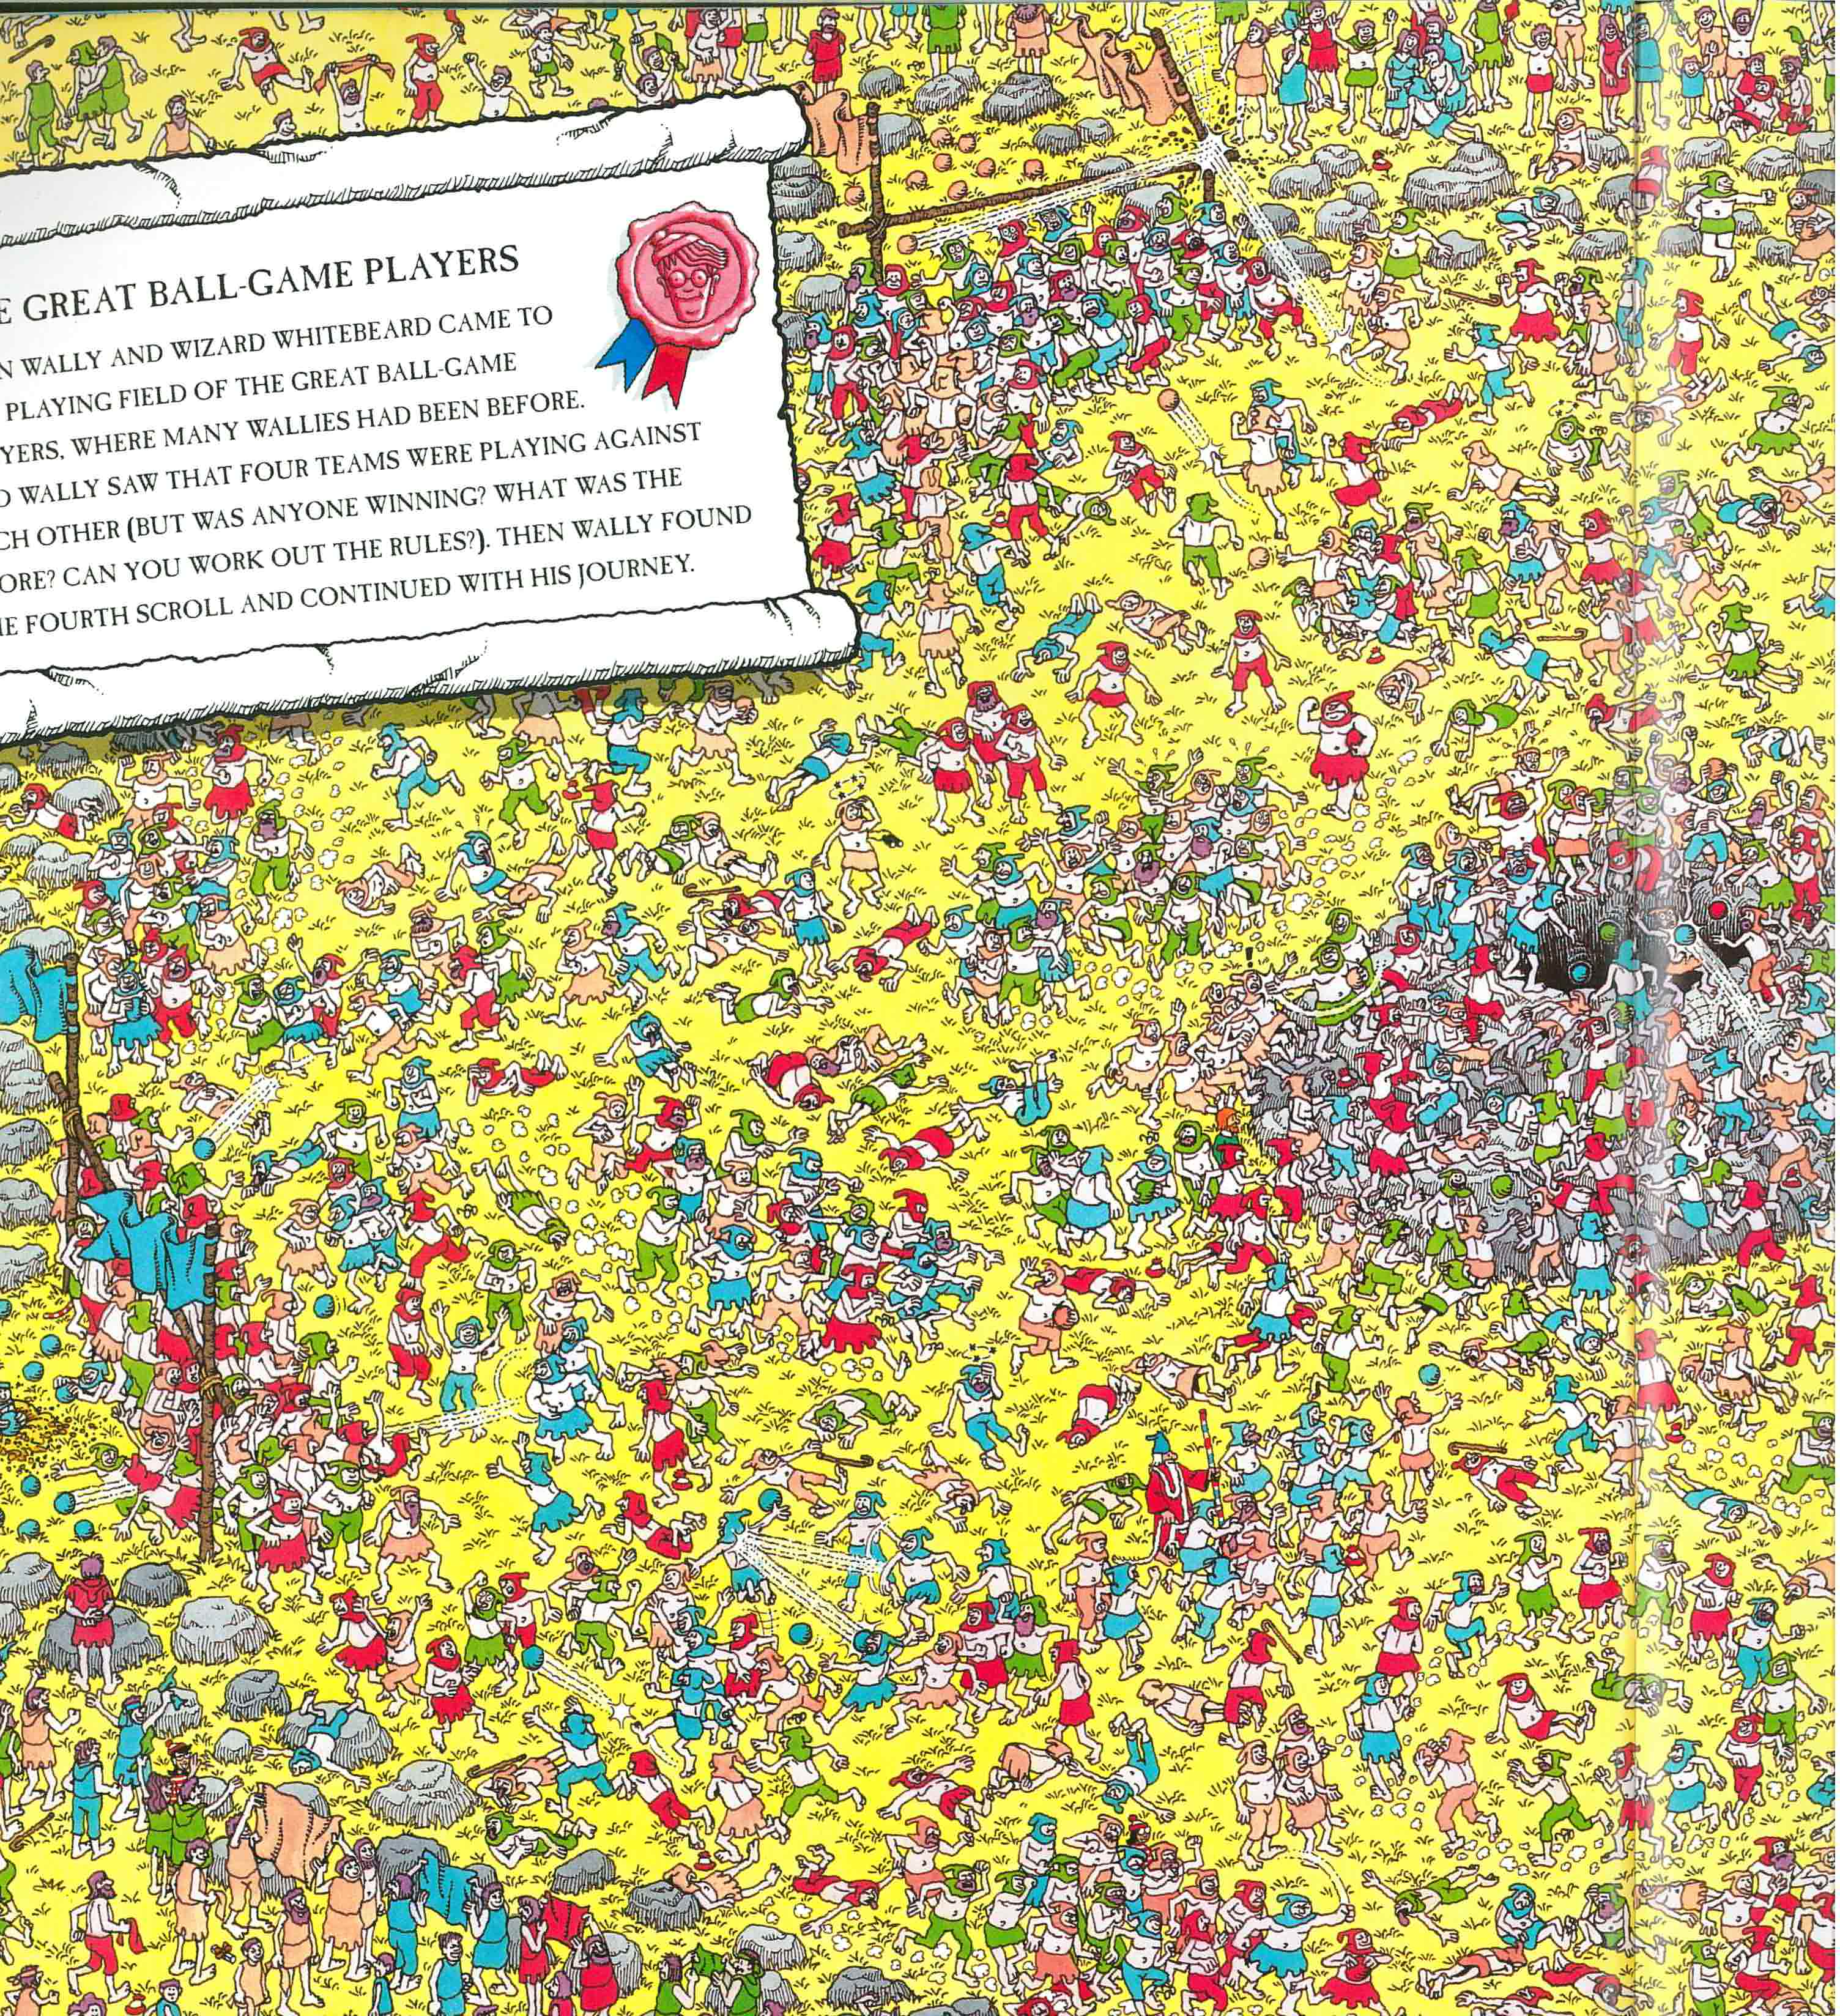 E GREAT BALL-GAME PLAYERS
N WALLY AND WIZARD WHITEBEARD CAME TO
PLAYING FIELD OF THE GREAT BALL-GAME
YERS, WHERE MANY WALLIES HAD BEEN BEFORE.
D WALLY SAW THAT FOUR TEAMS WERE PLAYING AGAINST
CH OTHER (BUT WAS ANYONE WINNING? WHAT WAS THE
ORE? CAN YOU WORK OUT THE RULES?). THEN WALLY FOUND
HE FOURTH SCROLL AND CONTINUED WITH HIS JOURNEY.